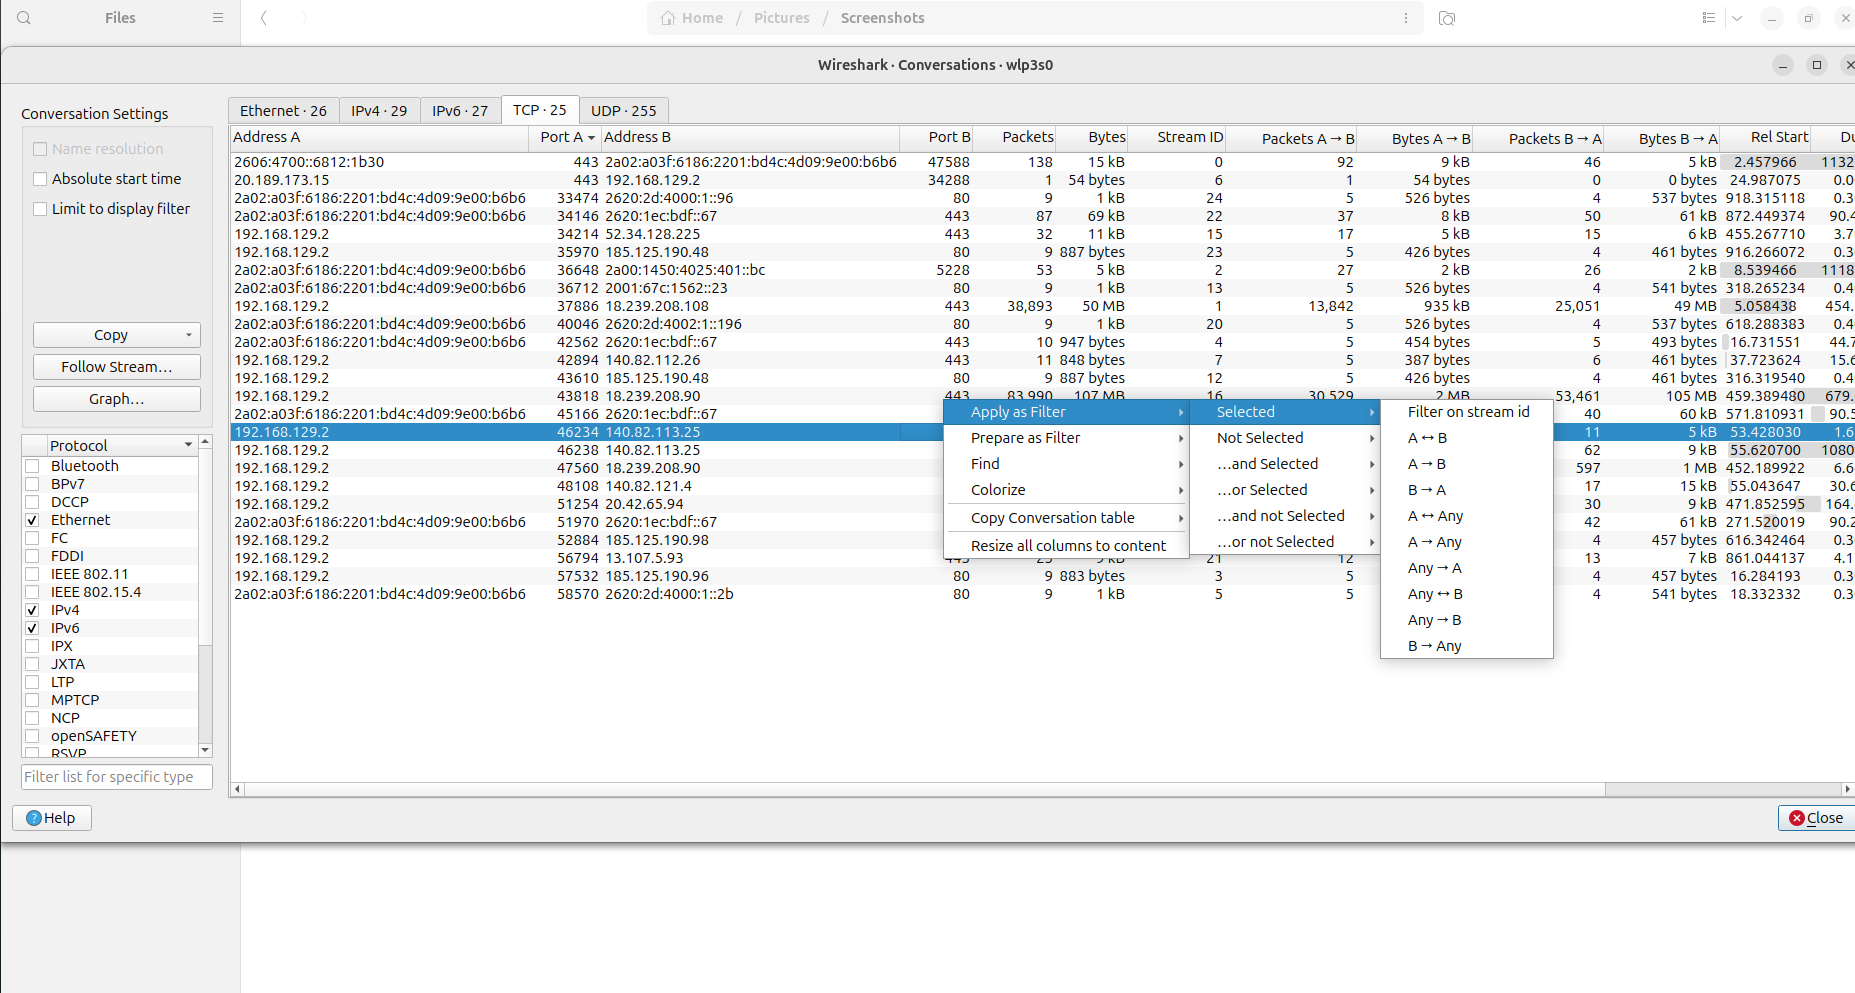 Files Home / Pictures / Screenshots
Wireshark · Conversations · wlp3s0
Conversation Settings
Name resolution
Absolute start time
Limit to display filter
Copy
Follow Stream…
Graph…
Protocol
Bluetooth
BPv7
DCCP
Ethernet
FC
FDDI
IEEE 802.11
IEEE 802.15.4
IPv4
IPv6
IPX
JXTA
LTP
MPTCP
NCP
openSAFETY
RSVP
Filter list for specific type
Help
Ethernet · 26 IPv4 · 29 IPv6 · 27 TCP · 25 UDP · 255
Address A Port A Address B Port B Packets Bytes Stream ID Packets A → B Bytes A → B Packets B → A Bytes B → A Rel Start Du
2606:4700::6812:1b30 443 2a02:a03f:6186:2201:bd4c:4d09:9e00:b6b6 47588 138 15 kB 0 92 9 kB 46 5 kB 2.457966 1132
20.189.173.15 443 192.168.129.2 34288 1 54 bytes 6 1 54 bytes 0 0 bytes 24.987075 0.0
2a02:a03f:6186:2201:bd4c:4d09:9e00:b6b6 33474 2620:2d:4000:1::96 80 9 1 kB 24 5 526 bytes 4 537 bytes 918.315118 0.3
2a02:a03f:6186:2201:bd4c:4d09:9e00:b6b6 34146 2620:1ec:bdf::67 443 87 69 kB 22 37 8 kB 50 61 kB 872.449374 90.4
192.168.129.2 34214 52.34.128.225 443 32 11 kB 15 17 5 kB 15 6 kB 455.267710 3.7
192.168.129.2 35970 185.125.190.48 80 9 887 bytes 23 5 426 bytes 4 461 bytes 916.266072 0.3
2a02:a03f:6186:2201:bd4c:4d09:9e00:b6b6 36648 2a00:1450:4025:401::bc 5228 53 5 kB 2 27 2 kB 26 2 kB 8.539466 1118
2a02:a03f:6186:2201:bd4c:4d09:9e00:b6b6 36712 2001:67c:1562::23 80 9 1 kB 13 5 526 bytes 4 541 bytes 318.265234 0.4
192.168.129.2 37886 18.239.208.108 443 38,893 50 MB 1 13,842 935 kB 25,051 49 MB 5.058438 454.
2a02:a03f:6186:2201:bd4c:4d09:9e00:b6b6 40046 2620:2d:4002:1::196 80 9 1 kB 20 5 526 bytes 4 537 bytes 618.288383 0.4
2a02:a03f:6186:2201:bd4c:4d09:9e00:b6b6 42562 2620:1ec:bdf::67 443 10 947 bytes 4 5 454 bytes 5 493 bytes 16.731551 44.7
192.168.129.2 42894 140.82.112.26 443 11 848 bytes 7 5 387 bytes 6 461 bytes 37.723624 15.6
192.168.129.2 43610 185.125.190.48 80 9 887 bytes 12 5 426 bytes 4 461 bytes 316.319540 0.4
192.168.129.2 43818 18.239.208.90 443 83,990 107 MB 16 30,529 2 MB 53,461 105 MB 459.389480 679.
2a02:a03f:6186:2201:bd4c:4d09:9e00:b6b6 45166 2620:1ec:bdf::67 40 60 kB 571.810931 90.5
192.168.129.2 46234 140.82.113.25 11 5 kB 53.428030 1.6
192.168.129.2 46238 140.82.113.25 62 9 kB 55.620700 1080
192.168.129.2 47560 18.239.208.90 597 1 MB 452.189922 6.6
192.168.129.2 48108 140.82.121.4 17 15 kB 55.043647 30.6
192.168.129.2 51254 20.42.65.94 30 9 kB 471.852595 164.
2a02:a03f:6186:2201:bd4c:4d09:9e00:b6b6 51970 2620:1ec:bdf::67 42 61 kB 271.520019 90.2
192.168.129.2 52884 185.125.190.98 4 457 bytes 616.342464 0.3
192.168.129.2 56794 13.107.5.93 443 21 12 13 7 kB 861.044137 4.1
192.168.129.2 57532 185.125.190.96 80 9 883 bytes 3 5 4 457 bytes 16.284193 0.3
2a02:a03f:6186:2201:bd4c:4d09:9e00:b6b6 58570 2620:2d:4000:1::2b 80 9 1 kB 5 5 4 541 bytes 18.332332 0.3
Apply as Filter
Prepare as Filter
Find
Colorize
Copy Conversation table
Resize all columns to content
Selected
Not Selected
…and Selected
…or Selected
…and not Selected
…or not Selected
Filter on stream id
A ↔ B
A → B
B → A
A ↔ Any
A → Any
Any → A
Any ↔ B
Any → B
B → Any
Close